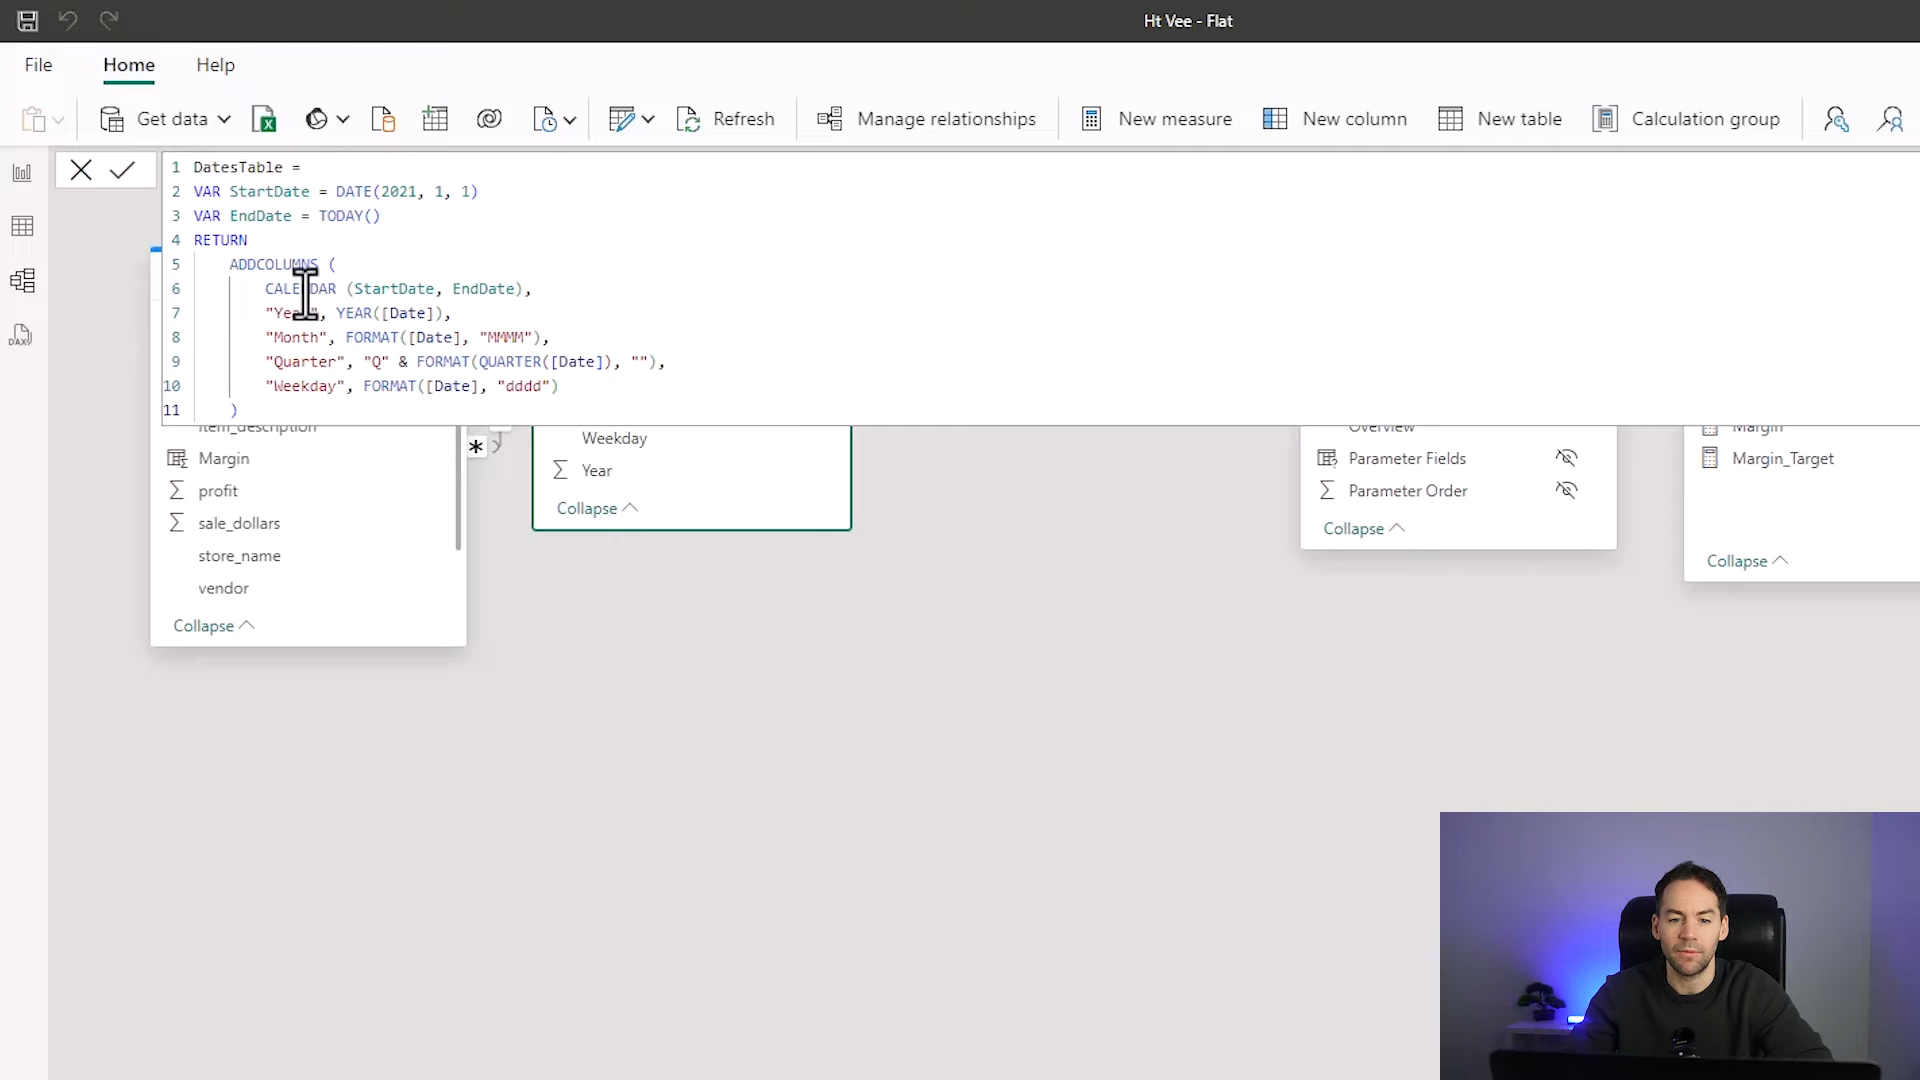 Ht Vee - Flat
File Home Help
Get data Refresh Manage relationships New measure New column New table Calculation group
DAX
1 DatesTable =
2 VAR StartDate = DATE(2021, 1, 1)
3 VAR EndDate = TODAY()
4 RETURN
5 ADDCOLUMNS (
6 CALENDAR (StartDate, EndDate),
7 "Year", YEAR([Date]),
8 "Month", FORMAT([Date], "MMMM"),
9 "Quarter", "Q" & FORMAT(QUARTER([Date]), ""),
10 "Weekday", FORMAT([Date], "dddd")
11 )
item_description
Margin
profit
sale_dollars
store_name
vendor
Collapse
Weekday
Year
Collapse
Overview
Parameter Fields
Parameter Order
Collapse
Margin
Margin_Target
Collapse